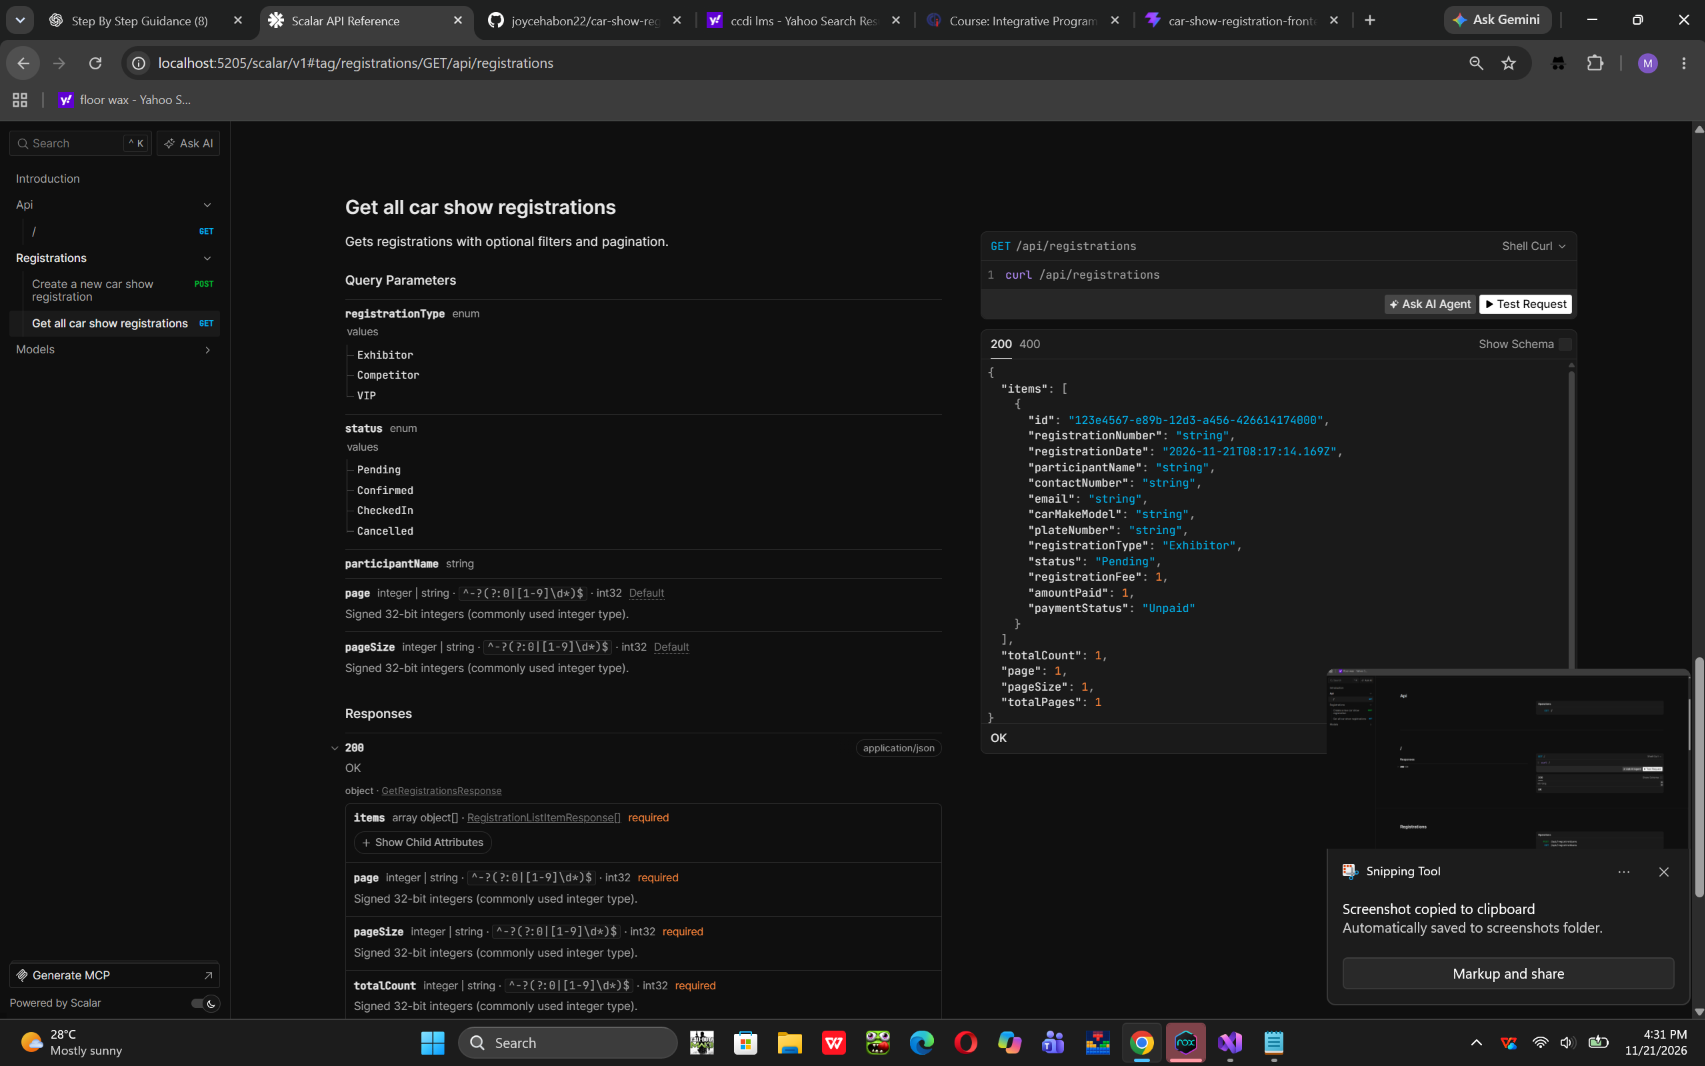 Step By Step Guidance (8)
Scalar API Reference
joycehabon22/car-show-reg
ccdi lms - Yahoo Search Res
Course: Integrative Program
car-show-registration-fronte
Ask Gemini
localhost:5205/scalar/v1#tag/registrations/GET/api/registrations
M
floor wax - Yahoo S...
Search ^ K
Ask AI
Introduction
Api
/ GET
Registrations
Create a new car show registration POST
Get all car show registrations GET
Models
Generate MCP
Powered by Scalar
Get all car show registrations
Gets registrations with optional filters and pagination.
Query Parameters
registrationType enum
values
Exhibitor
Competitor
VIP
status enum
values
Pending
Confirmed
CheckedIn
Cancelled
participantName string
page integer | string · ^-?(?:0|[1-9]\d*)$ · int32 Default
Signed 32-bit integers (commonly used integer type).
pageSize integer | string · ^-?(?:0|[1-9]\d*)$ · int32 Default
Signed 32-bit integers (commonly used integer type).
Responses
200 application/json
OK
object · GetRegistrationsResponse
items array object[] · RegistrationListItemResponse[] required
+ Show Child Attributes
page integer | string · ^-?(?:0|[1-9]\d*)$ · int32 required
Signed 32-bit integers (commonly used integer type).
pageSize integer | string · ^-?(?:0|[1-9]\d*)$ · int32 required
Signed 32-bit integers (commonly used integer type).
totalCount integer | string · ^-?(?:0|[1-9]\d*)$ · int32 required
Signed 32-bit integers (commonly used integer type).
GET /api/registrations Shell Curl
1 curl /api/registrations
Ask AI Agent
Test Request
200 400 Show Schema
{
"items": [
{
"id": "123e4567-e89b-12d3-a456-426614174000",
"registrationNumber": "string",
"registrationDate": "2026-11-21T08:17:14.169Z",
"participantName": "string",
"contactNumber": "string",
"email": "string",
"carMakeModel": "string",
"plateNumber": "string",
"registrationType": "Exhibitor",
"status": "Pending",
"registrationFee": 1,
"amountPaid": 1,
"paymentStatus": "Unpaid"
}
],
"totalCount": 1,
"page": 1,
"pageSize": 1,
"totalPages": 1
}
OK
Snipping Tool
Screenshot copied to clipboard
Automatically saved to screenshots folder.
Markup and share
28°C
Mostly sunny
Search
4:31 PM
11/21/2026